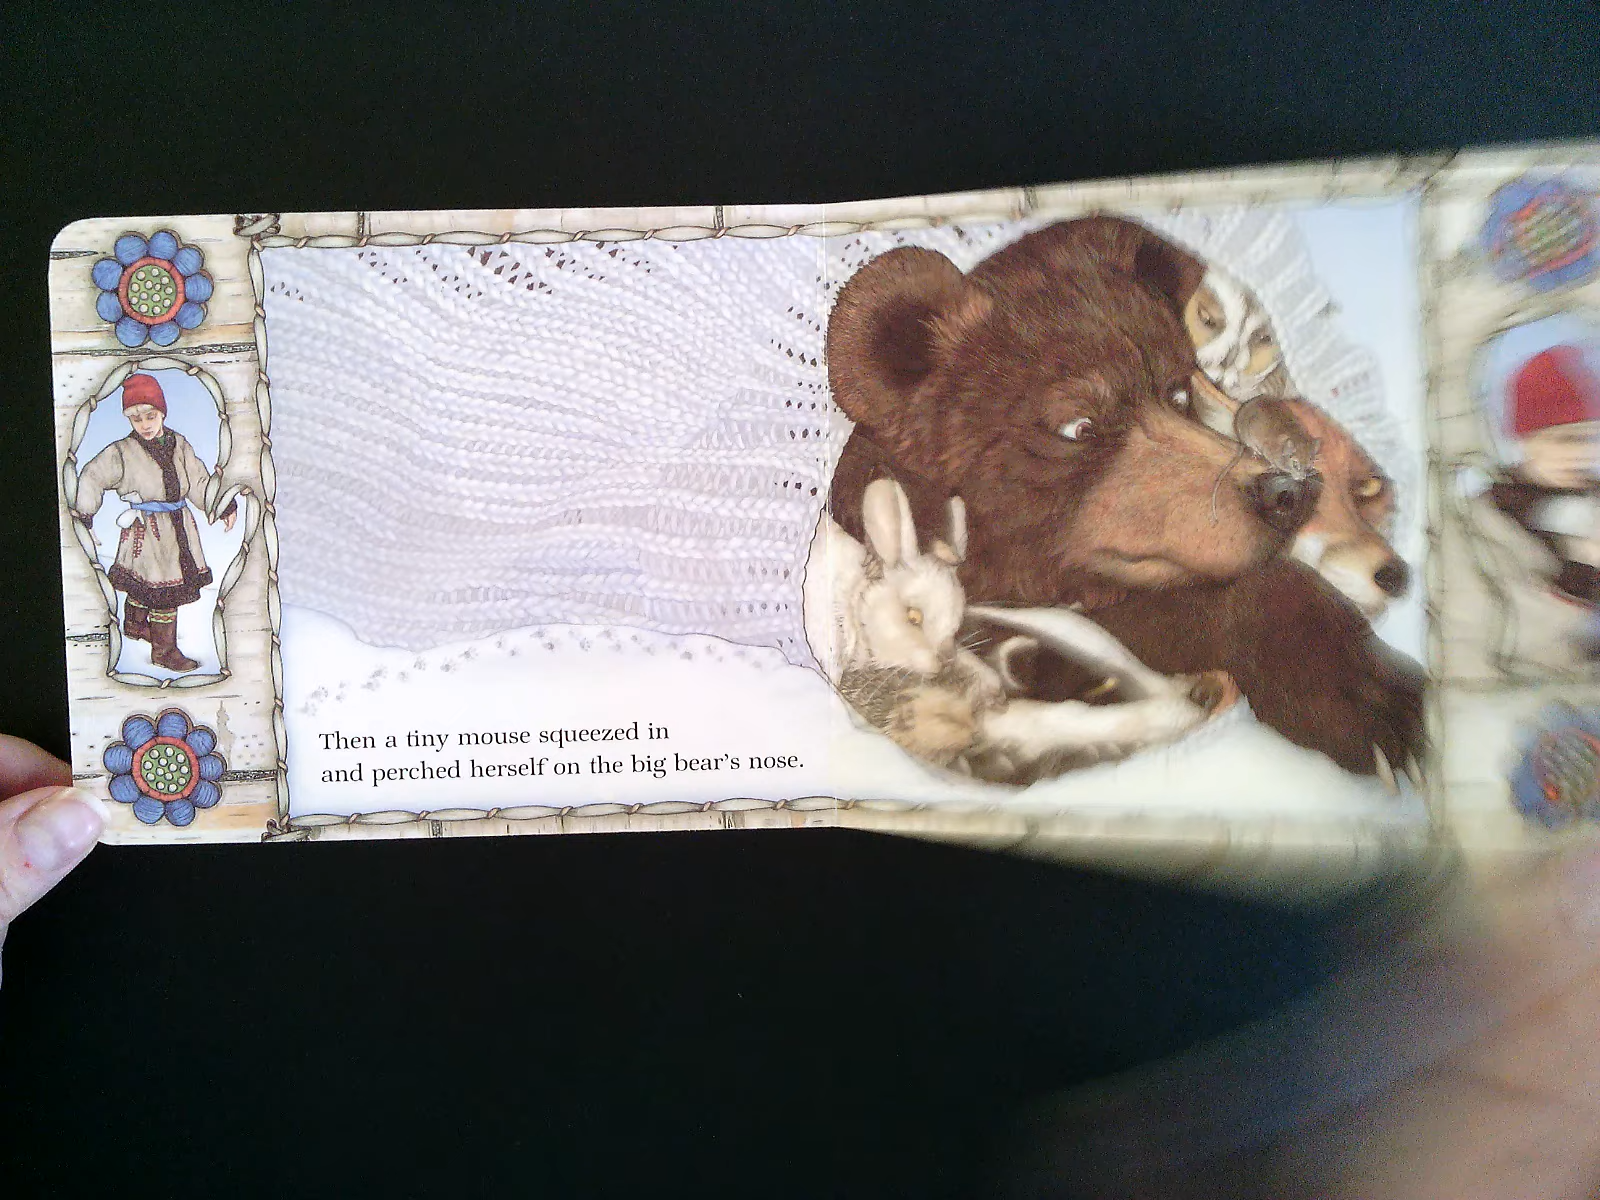 Then a tiny mouse squeezed in
and perched herself on the big bear's nose.